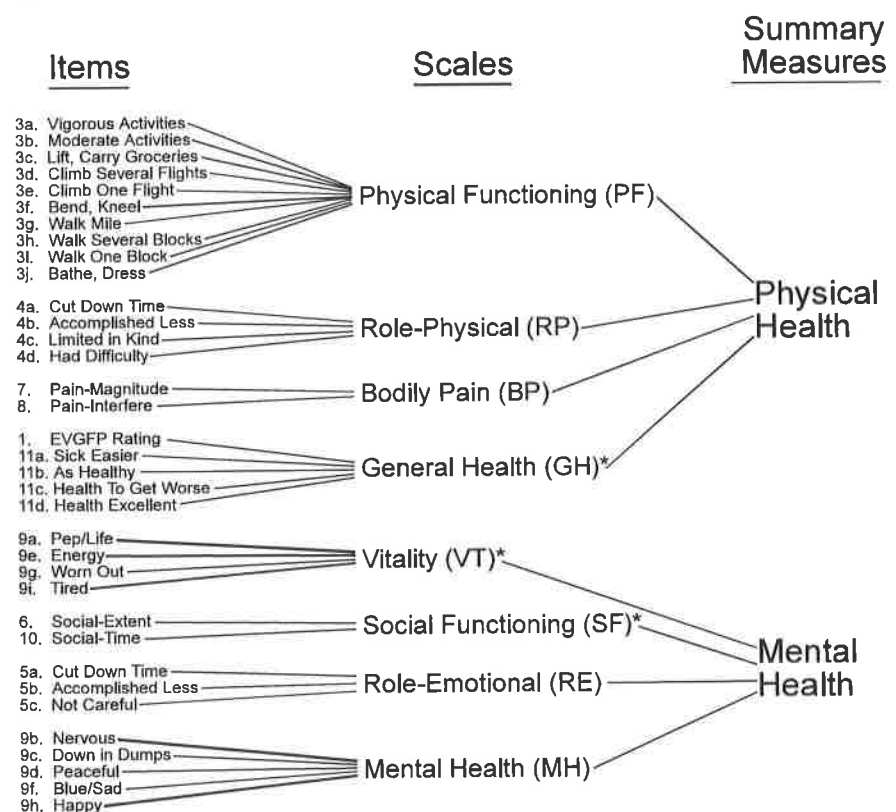 Items
Scales
Summary
Measures
3a. Vigorous Activities
3b. Moderate Activities
3c. Lift, Carry Groceries
3d. Climb Several Flights
3e. Climb One Flight
3f. Bend, Kneel
3g. Walk Mile
3h. Walk Several Blocks
3l. Walk One Block
3j. Bathe, Dress
Physical Functioning (PF)
4a. Cut Down Time
4b. Accomplished Less
4c. Limited in Kind
4d. Had Difficulty
Role-Physical (RP)
7. Pain-Magnitude
8. Pain-Interfere
Bodily Pain (BP)
1. EVGFP Rating
11a. Sick Easier
11b. As Healthy
11c. Health To Get Worse
11d. Health Excellent
General Health (GH)*
Physical
Health
9a. Pep/Life
9e. Energy
9g. Worn Out
9i. Tired
Vitality (VT)*
6. Social-Extent
10. Social-Time
Social Functioning (SF)*
5a. Cut Down Time
5b. Accomplished Less
5c. Not Careful
Role-Emotional (RE)
9b. Nervous
9c. Down in Dumps
9d. Peaceful
9f. Blue/Sad
9h. Happy
Mental Health (MH)
Mental
Health